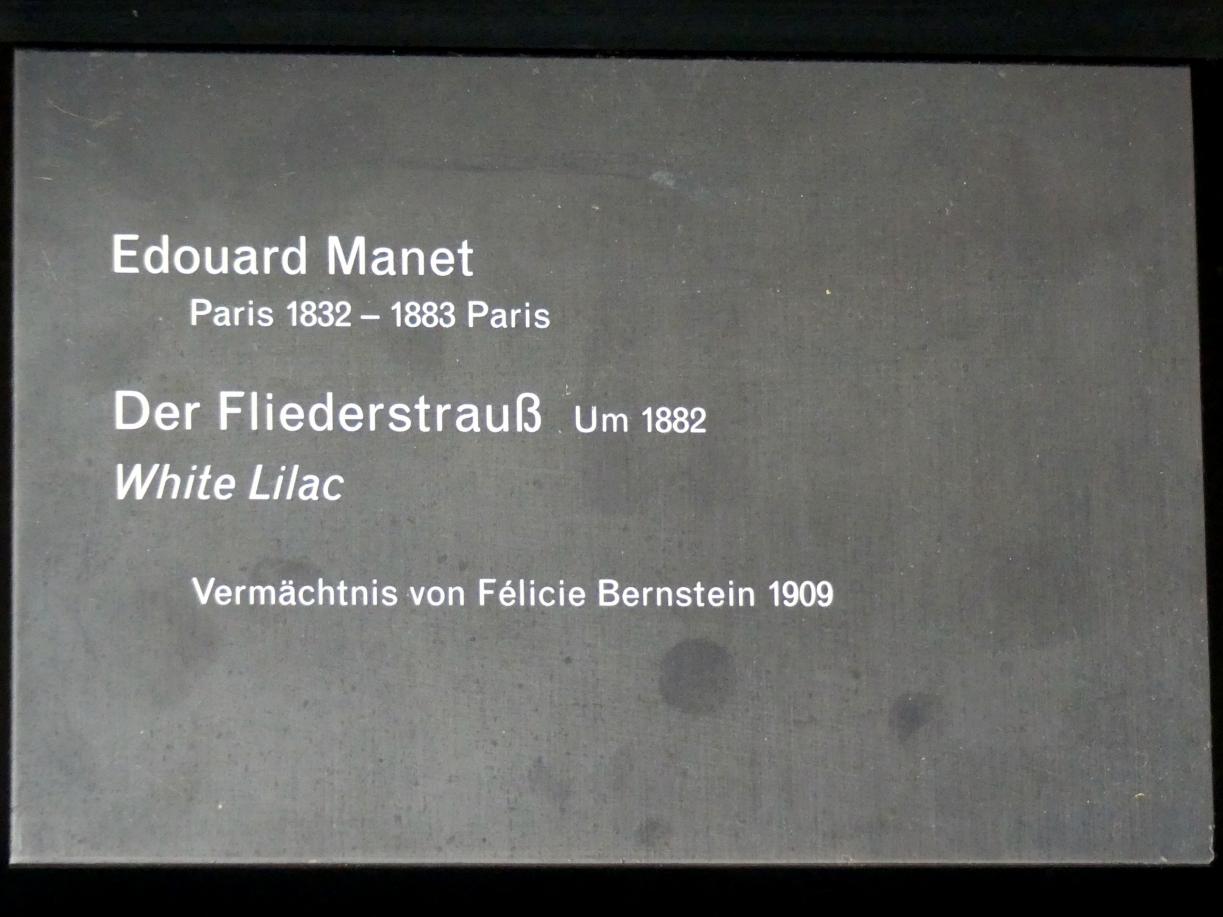 Edouard Manet
Paris 1832 – 1883 Paris
Der Fliederstrauß Um 1882
White Lilac
Vermächtnis von Félicie Bernstein 1909